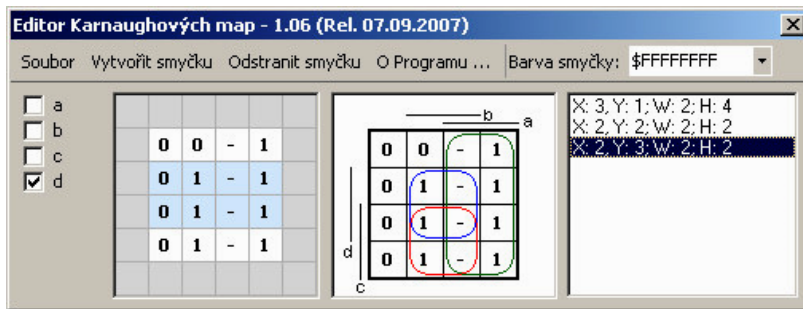 Editor Karnaughových map - 1.06 (Rel. 07.09.2007)
Soubor Vytvořit smyčku Odstranit smyčku O Programu ... Barva smyčky: $FFFFFFFF
a
b
c
d
0 0 - 1
0 1 - 1
0 1 - 1
0 1 - 1
b
a
0 0 - 1
0 1 - 1
0 1 - 1
0 1 - 1
d
c
X: 3, Y: 1; W: 2; H: 4
X: 2, Y: 2; W: 2; H: 2
X: 2, Y: 3; W: 2; H: 2